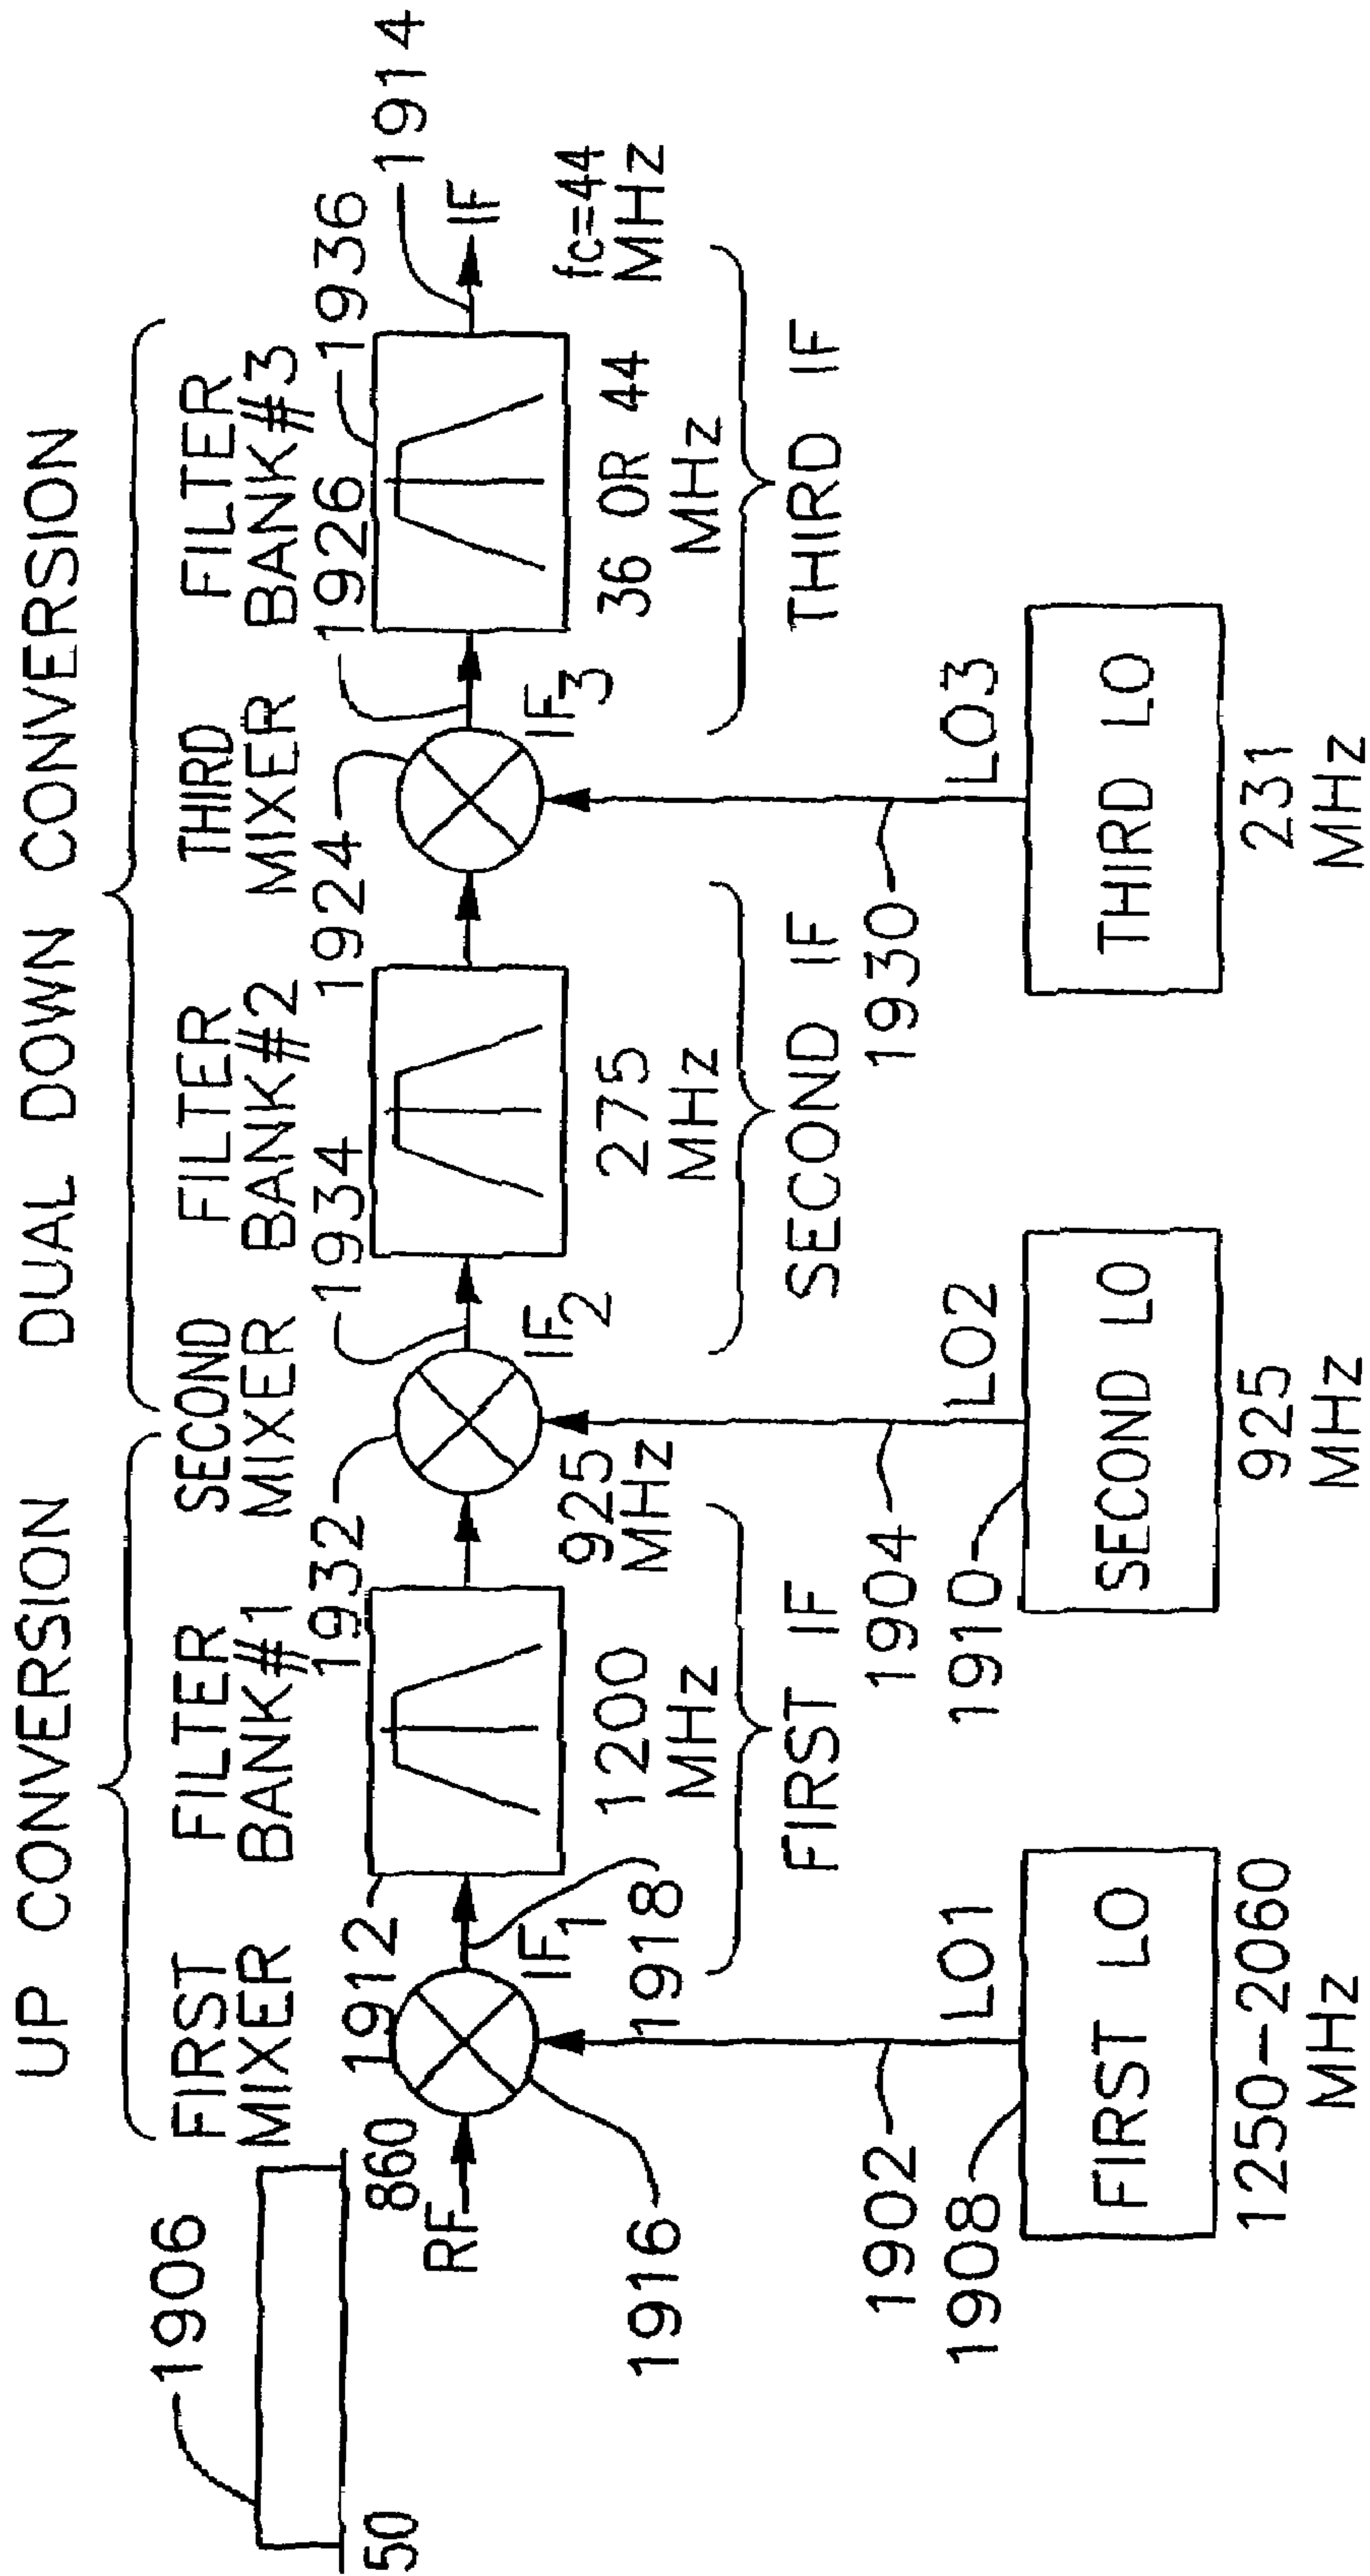 UP CONVERSION
DUAL DOWN CONVERSION
FIRST
MIXER
FILTER
BANK#1
SECOND
MIXER
FILTER
BANK#2
THIRD
MIXER
FILTER
BANK#3
1906
50
860
RF
1912
1932
1934
1924
1926
1936
1914
IF
fc=44
MHz
1916
IF1
1918
1200
MHz
925
MHz
IF2
275
MHz
IF3
36 OR 44
MHz
FIRST IF
SECOND IF
THIRD IF
1902
1904
1930
1908
LO1
1910
LO2
LO3
FIRST LO
SECOND LO
THIRD LO
1250-2060
MHz
925
MHz
231
MHz